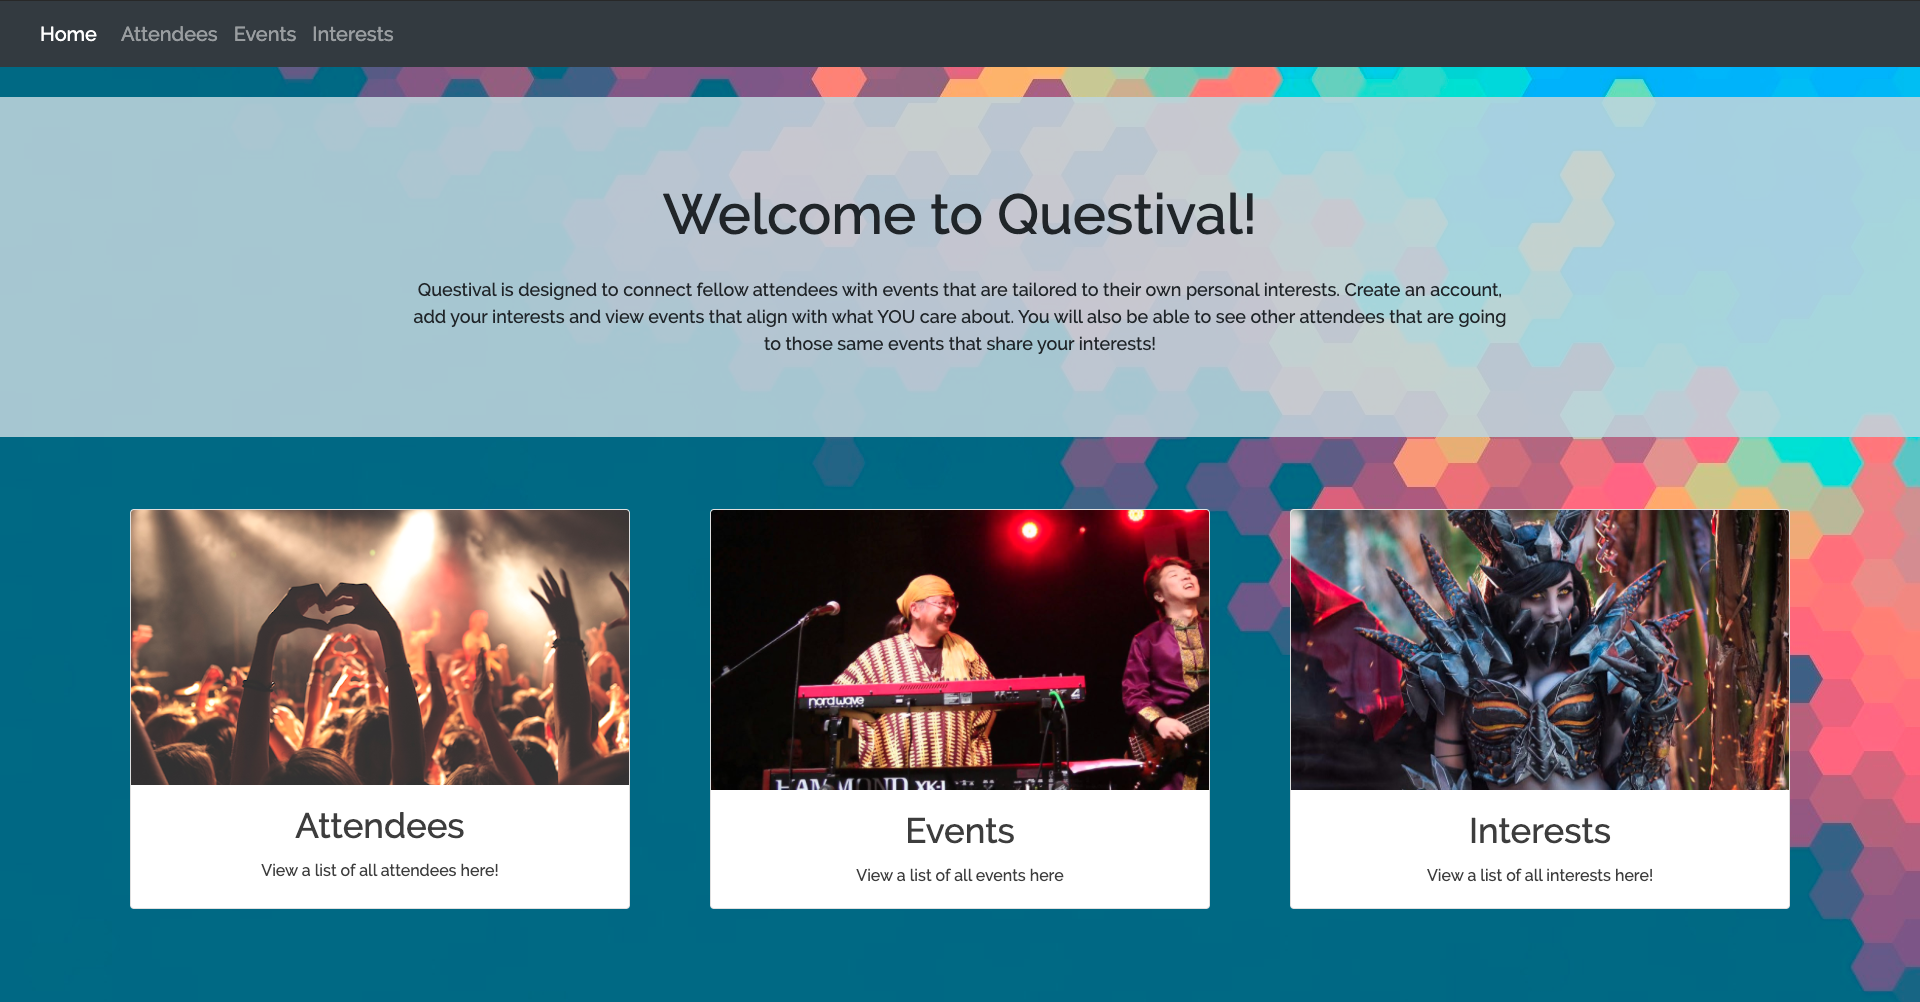 Home Attendees Events Interests
Welcome to Questival!
Questival is designed to connect fellow attendees with events that are tailored to their own personal interests. Create an account,
add your interests and view events that align with what YOU care about. You will also be able to see other attendees that are going
to those same events that share your interests!
nord wave
4
HAMMOND XK-1
Attendees
View a list of all attendees here!
Events
View a list of all events here
Interests
View a list of all interests here!